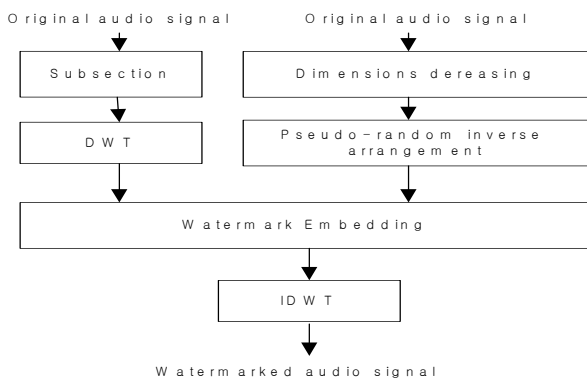 Original audio signal
Original audio signal
Subsection
Dimensions dereasing
DWT
Pseudo-random inverse
arrangement
Watermark Embedding
IDWT
Watermarked audio signal